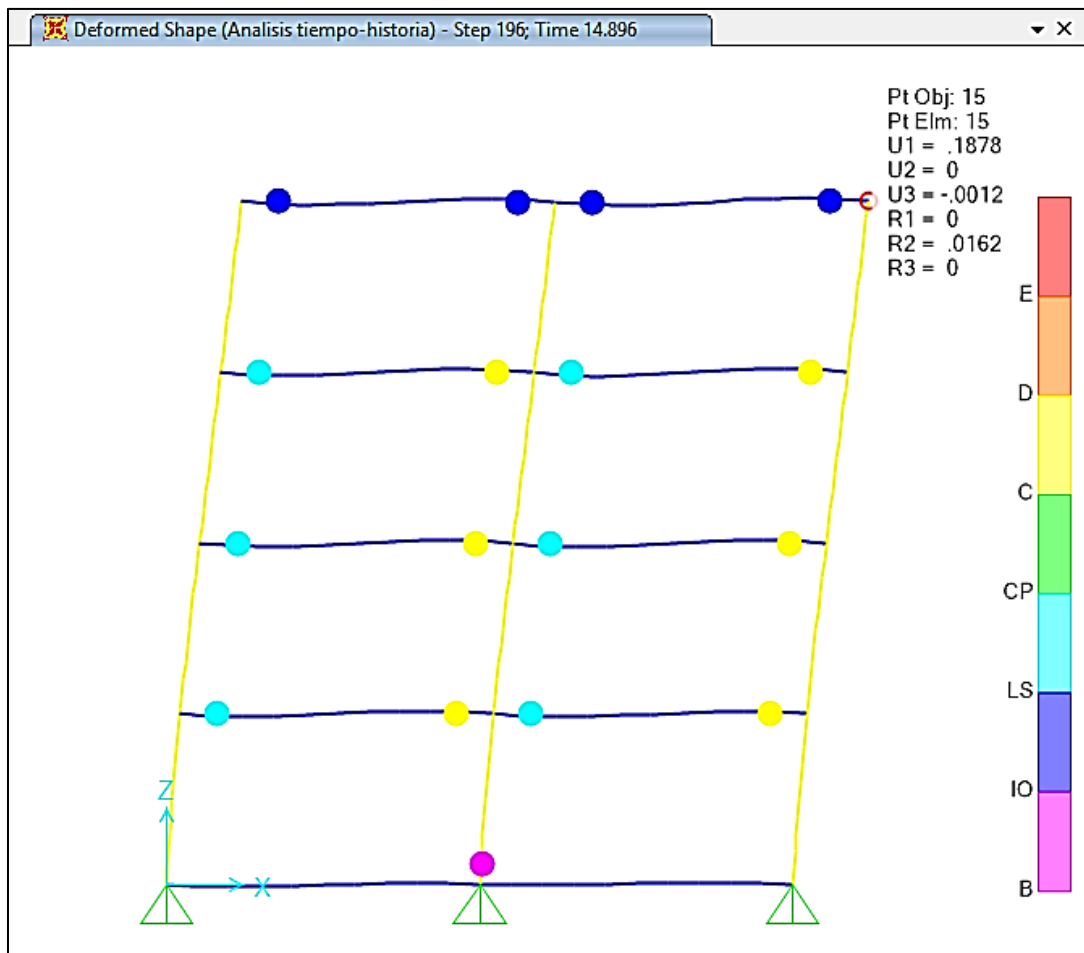 Deformed Shape (Analisis tiempo-historia) - Step 196; Time 14.896
Pt Obj: 15
Pt Elm: 15
U1 = .1878
U2 = 0
U3 = -.0012
R1 = 0
R2 = .0162
R3 = 0
E
D
C
CP
LS
IO
B
Z
X